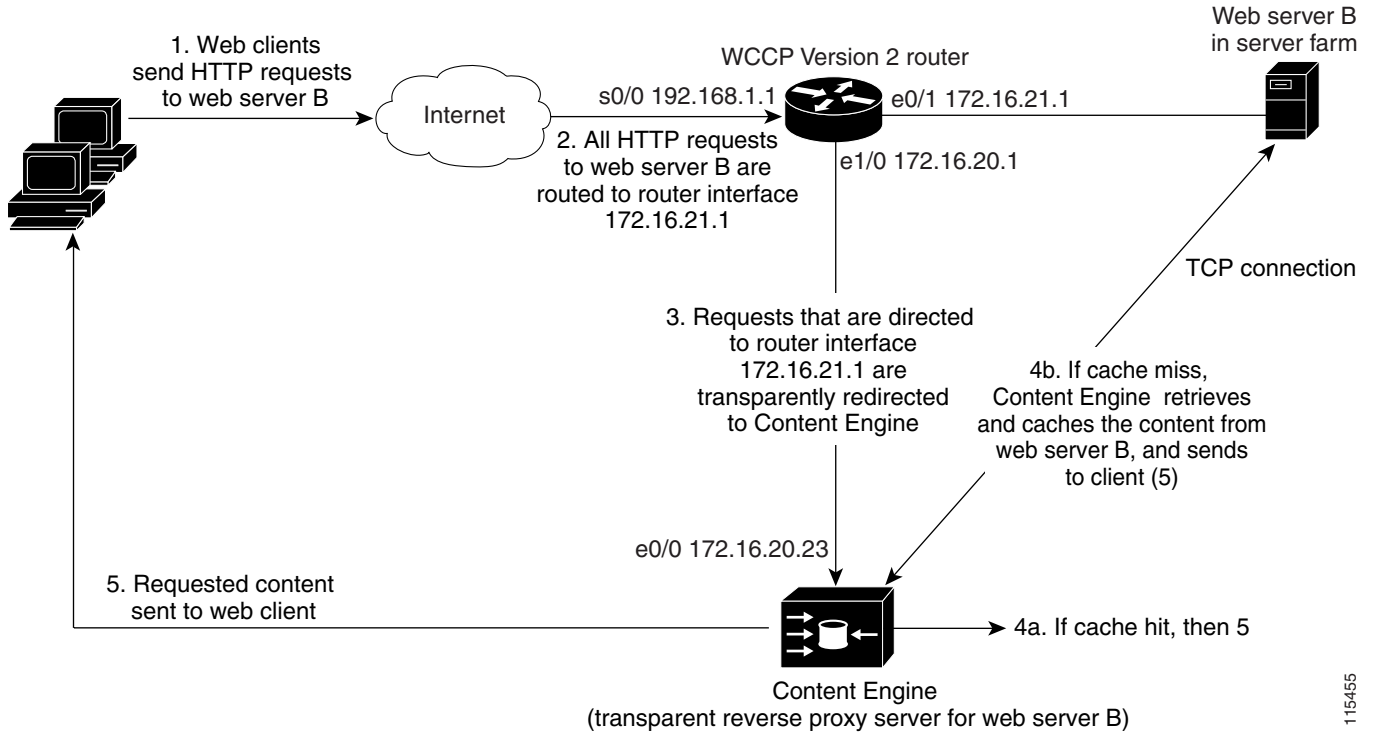 Web server B
in server farm
1. Web clients
send HTTP requests
to web server B
WCCP Version 2 router
Internet
s0/0 192.168.1.1
e0/1 172.16.21.1
2. All HTTP requests
to web server B are
routed to router interface
172.16.21.1
e1/0 172.16.20.1
TCP connection
3. Requests that are directed
to router interface
172.16.21.1 are
transparently redirected
to Content Engine
4b. If cache miss,
Content Engine retrieves
and caches the content from
web server B, and sends
to client (5)
e0/0 172.16.20.23
5. Requested content
sent to web client
4a. If cache hit, then 5
Content Engine
(transparent reverse proxy server for web server B)
115455